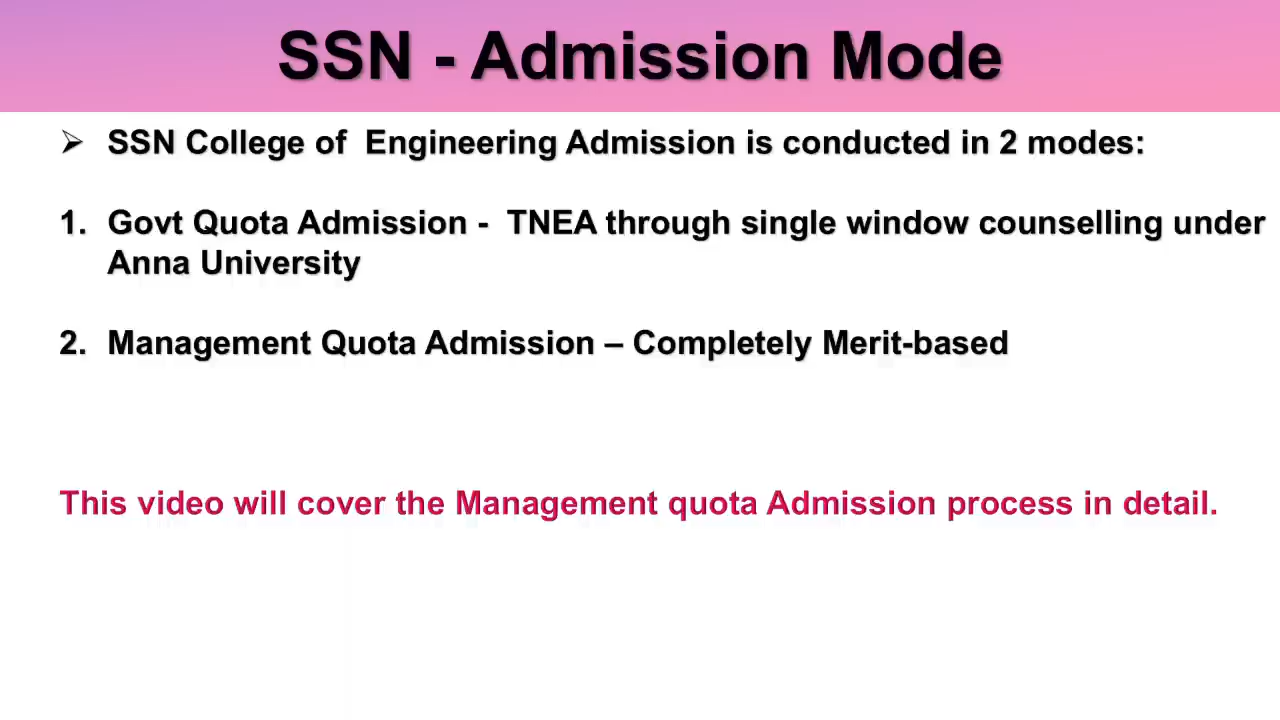 SSN - Admission Mode
➢ SSN College of Engineering Admission is conducted in 2 modes:
1. Govt Quota Admission - TNEA through single window counselling under
Anna University
2. Management Quota Admission – Completely Merit-based
This video will cover the Management quota Admission process in detail.